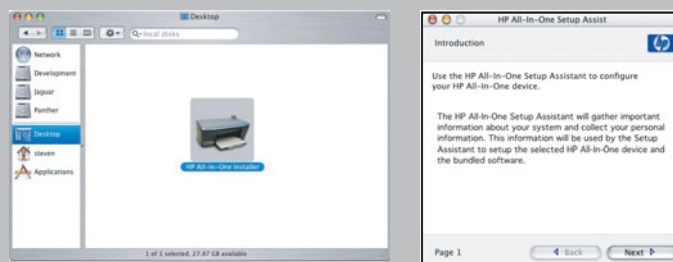 Desktop
Q- local disks
Network
Development
Jaguar
Panther
Desktop
steven
Applications
HP All-in-One Installer
1 of 1 selected, 27.87 GB available
HP All-In-One Setup Assist
Introduction
hp
Use the HP All-In-One Setup Assistant to configure
your HP All-In-One device.
The HP All-In-One Setup Assistant will gather important
information about your system and collect your personal
information. This information will be used by the Setup
Assistant to setup the selected HP All-In-One device and
the bundled software.
Page 1
Back
Next